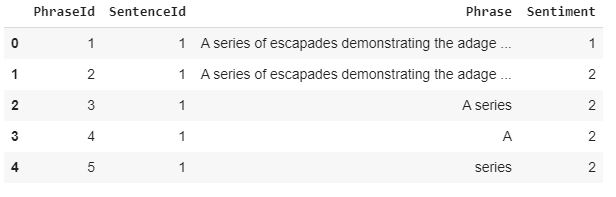 PhraseId SentenceId Phrase Sentiment
0 1 1 A series of escapades demonstrating the adage ... 1
1 2 1 A series of escapades demonstrating the adage ... 2
2 3 1 A series 2
3 4 1 A 2
4 5 1 series 2